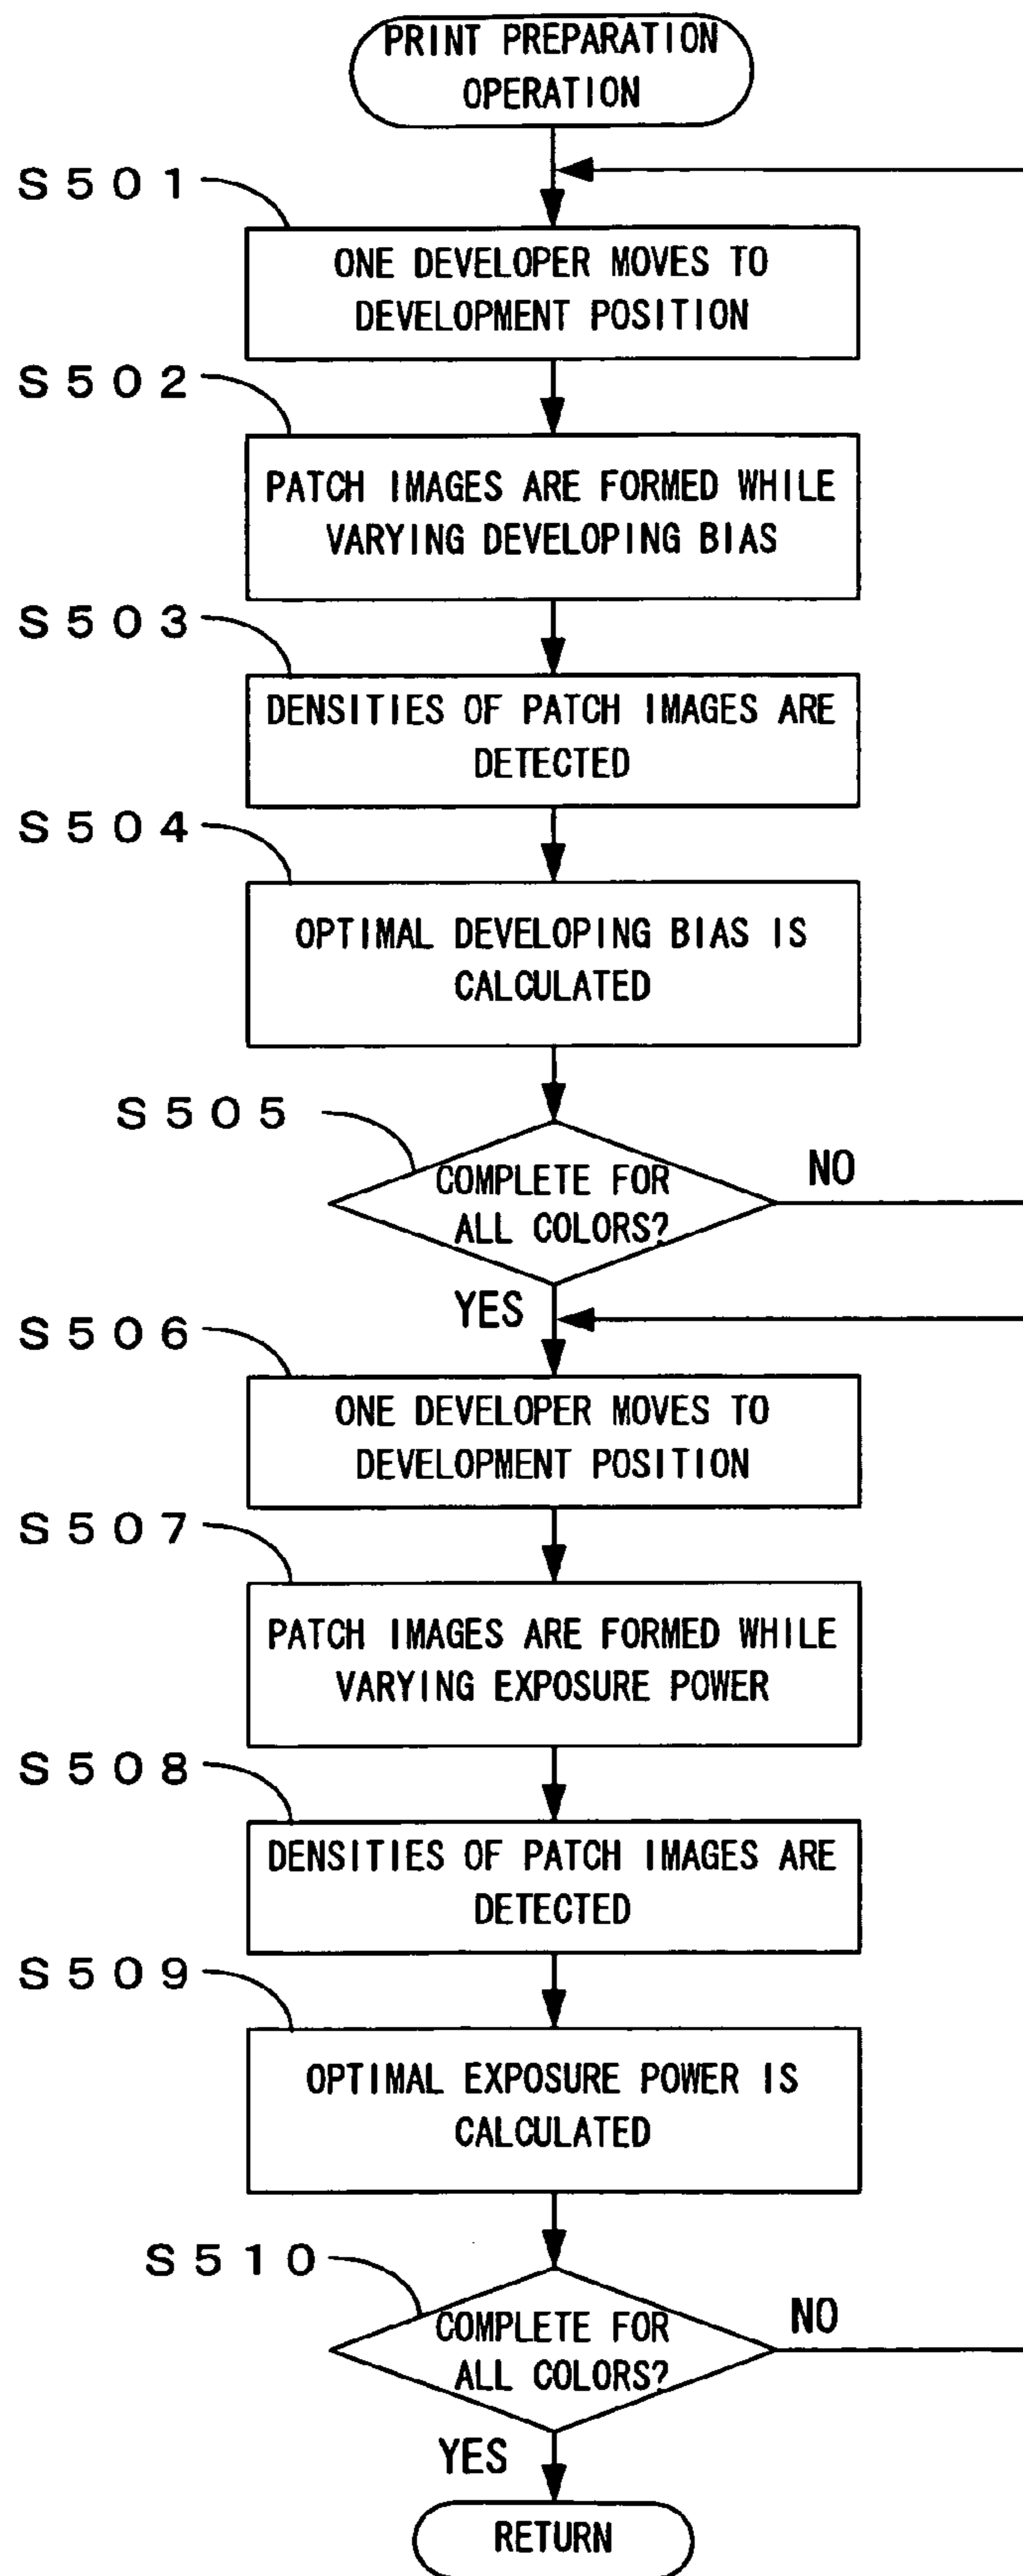 PRINT PREPARATION
OPERATION
S501
ONE DEVELOPER MOVES TO
DEVELOPMENT POSITION
S502
PATCH IMAGES ARE FORMED WHILE
VARYING DEVELOPING BIAS
S503
DENSITIES OF PATCH IMAGES ARE
DETECTED
S504
OPTIMAL DEVELOPING BIAS IS
CALCULATED
S505
COMPLETE FOR
ALL COLORS?
NO
YES
S506
ONE DEVELOPER MOVES TO
DEVELOPMENT POSITION
S507
PATCH IMAGES ARE FORMED WHILE
VARYING EXPOSURE POWER
S508
DENSITIES OF PATCH IMAGES ARE
DETECTED
S509
OPTIMAL EXPOSURE POWER IS
CALCULATED
S510
COMPLETE FOR
ALL COLORS?
NO
YES
RETURN